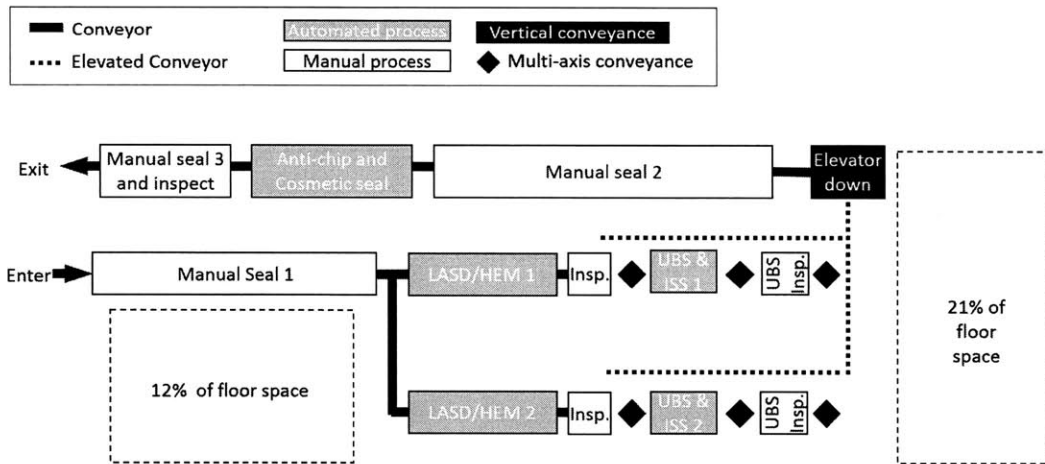 Conveyor
Automated process
Vertical conveyance
Elevated Conveyor
Manual process
Multi-axis conveyance
Exit
Manual seal 3
and inspect
Anti-chip and
Cosmetic seal
Manual seal 2
Elevator
down
Enter
Manual Seal 1
LASD/HEM 1
Insp.
UBS &
ISS 1
UBS
Insp.
21% of
floor
space
12% of floor space
LASD/HEM 2
Insp.
UBS &
ISS 2
UBS
Insp.